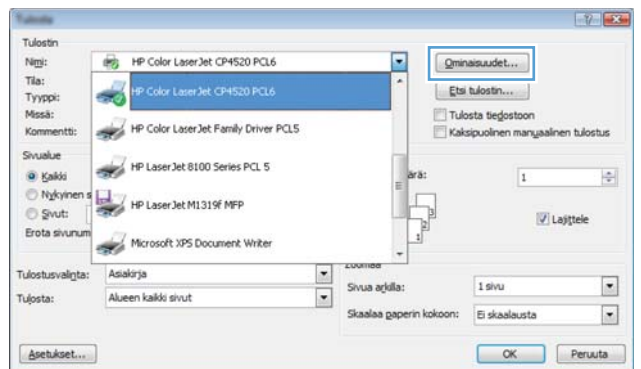 Tulosta
Tulostin
Nimi: HP Color LaserJet CP4520 PCL6 Ominaisuudet...
Tila: HP Color LaserJet CP4520 PCL6 Etsi tulostin...
Tyyppi:
Missä: Tulosta tiedostoon
Kommentti: HP Color LaserJet Family Driver PCL5 Kaksipuolinen manuaalinen tulostus
Sivualue
Kaikki HP LaserJet 8100 Series PCL 5 1
Nykyinen
Sivut: HP LaserJet M1319f MFP Lajittele
Microsoft XPS Document Writer
Tulostusvalinta: Asiakirja Zoomaa
Sivua arkilla: 1 sivu
Tulosta: Alueen kaikki sivut
Skaalaa paperin kokoon: Ei skaalausta
Asetukset... OK Peruuta